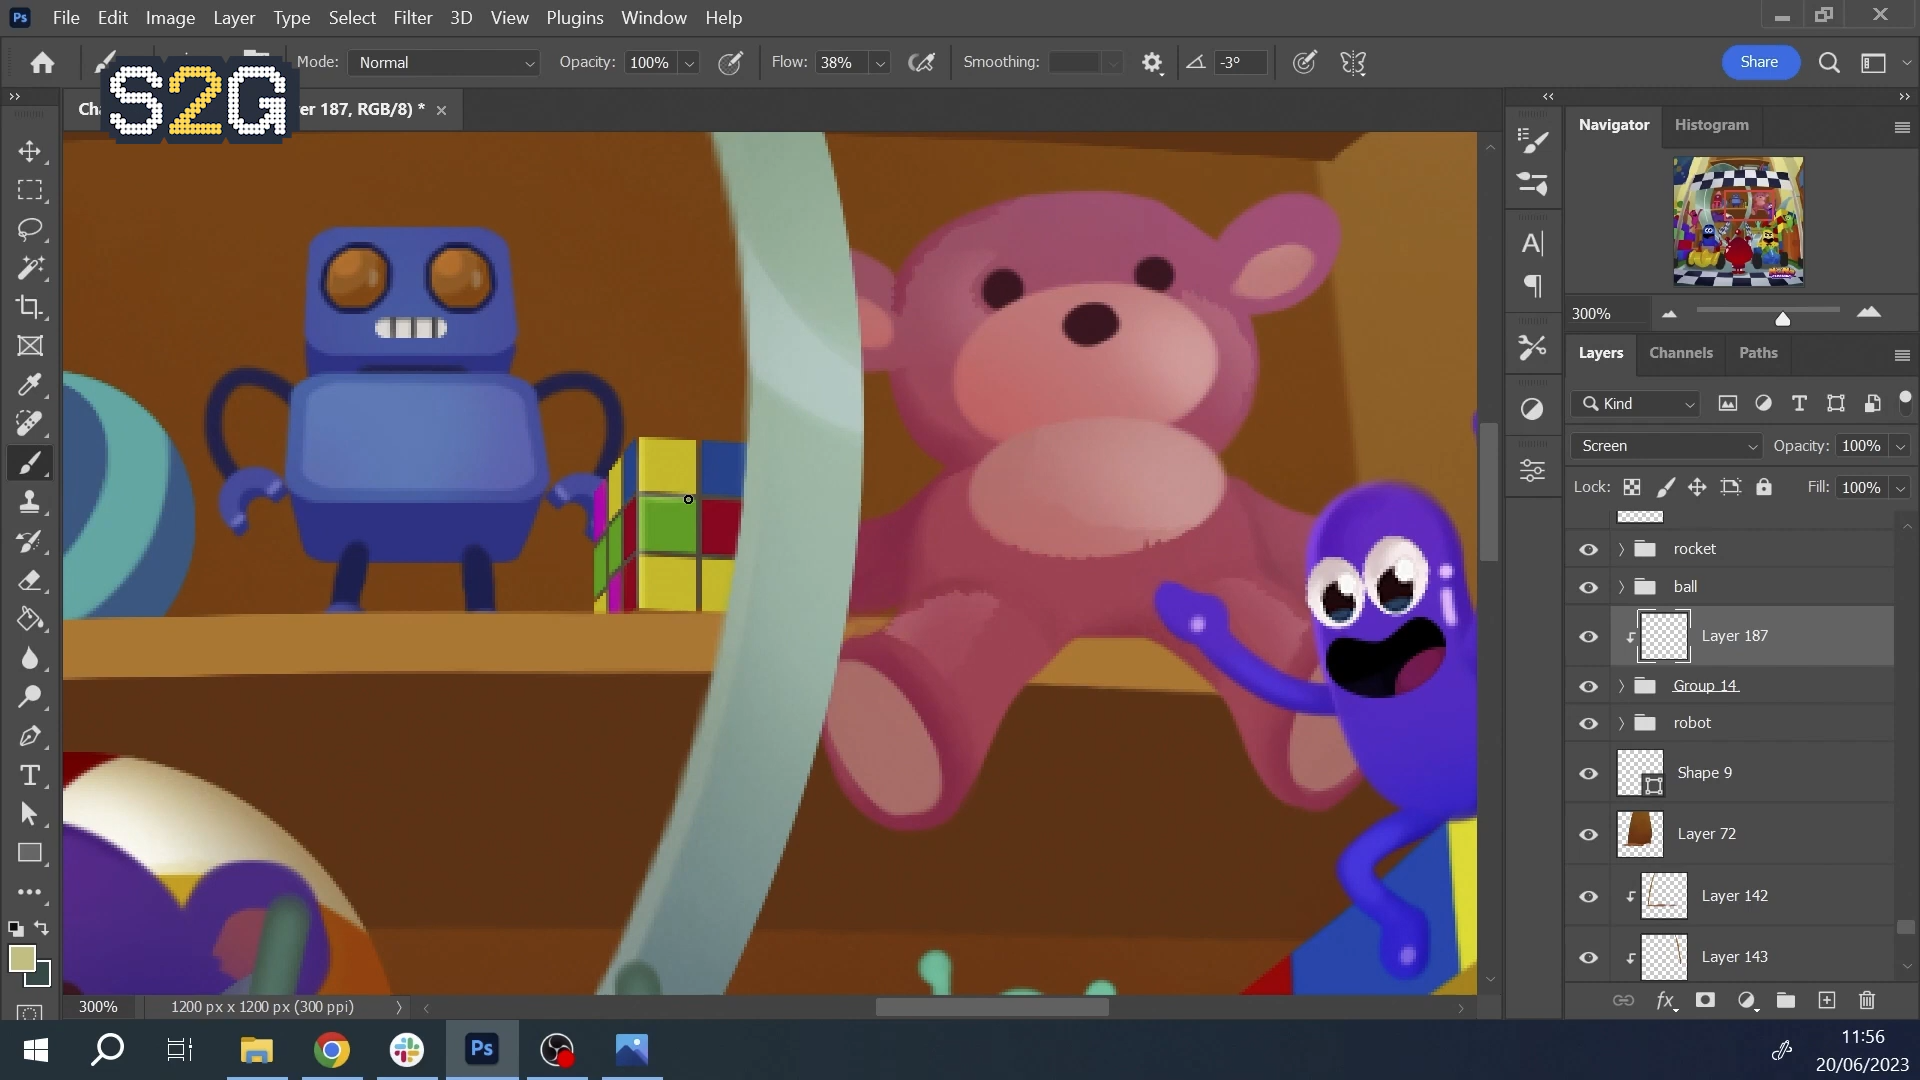 Ps File Edit Image Layer Type Select Filter 3D View Plugins Window Help
Mode: Normal Opacity: 100% Flow: 38% Smoothing: -3° Share
S2G
er 187, RGB/8) *
Navigator Histogram
300%
Layers Channels Paths
Kind
Screen Opacity: 100%
Lock: Fill: 100%
rocket
ball
Layer 187
Group 14
robot
Shape 9
Layer 72
Layer 142
Layer 143
300% 1200 px x 1200 px (300 ppi)
Ps
11:56
20/06/2023